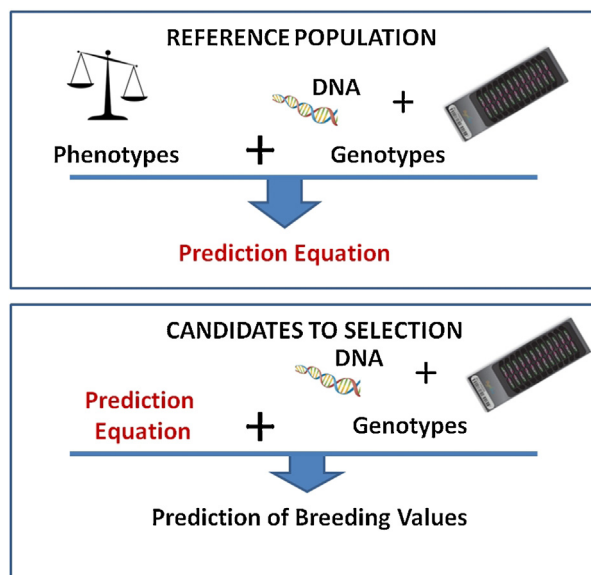 REFERENCE POPULATION
DNA
+
Phenotypes + Genotypes
Prediction Equation
CANDIDATES TO SELECTION
DNA
+
Prediction
Equation
+ Genotypes
Prediction of Breeding Values